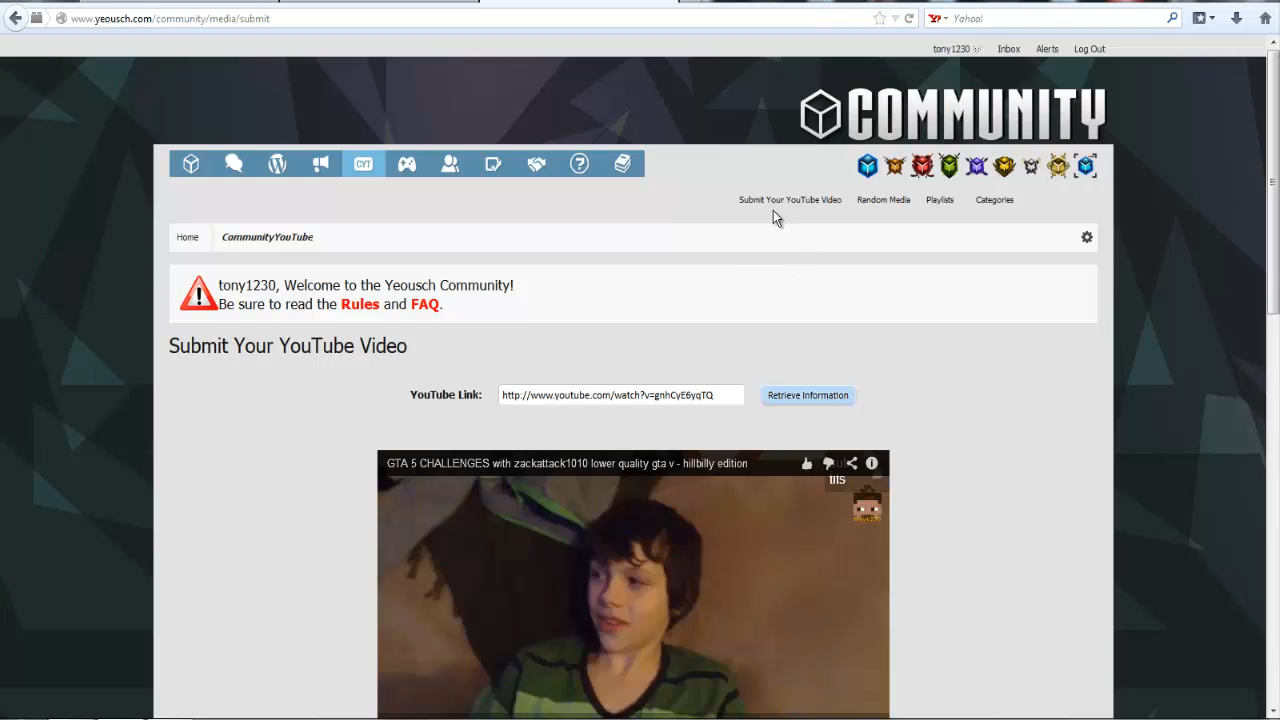 www.yeousch.com/community/media/submit
Yahoo!
tony1230 Inbox Alerts Log Out
COMMUNITY
CYT
Submit Your YouTube Video Random Media Playlists Categories
Home CommunityYouTube
tony1230, Welcome to the Yeousch Community!
Be sure to read the Rules and FAQ.
Submit Your YouTube Video
YouTube Link: http://www.youtube.com/watch?v=gnhCyE6yqTQ Retrieve Information
GTA 5 CHALLENGES with zackattack1010 lower quality gta v - hillbilly edition
tits